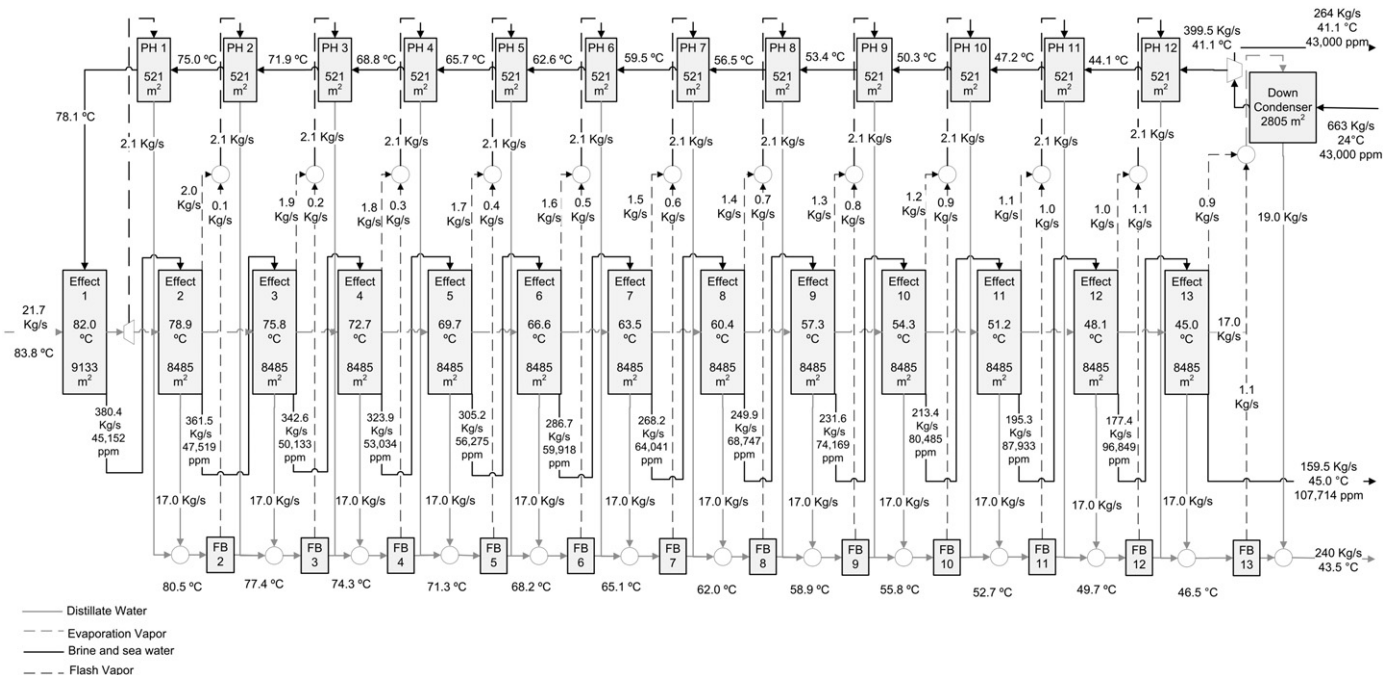 264 Kg/s
41.1 ºC
43,000 ppm
399.5 Kg/s
41.1 ºC
PH 1
521
m2
75.0 ºC
PH 2
521
m2
71.9 ºC
PH 3
521
m2
68.8 ºC
PH 4
521
m2
65.7 ºC
PH 5
521
m2
62.6 ºC
PH 6
521
m2
59.5 ºC
PH 7
521
m2
56.5 ºC
PH 8
521
m2
53.4 ºC
PH 9
521
m2
50.3 ºC
PH 10
521
m2
47.2 ºC
PH 11
521
m2
44.1 ºC
PH 12
521
m2
Down
Condenser
2805 m2
663 Kg/s
24°C
43,000 ppm
78.1 ºC
2.1 Kg/s
2.1 Kg/s
2.1 Kg/s
2.1 Kg/s
2.1 Kg/s
2.1 Kg/s
2.1 Kg/s
2.1 Kg/s
2.1 Kg/s
2.1 Kg/s
2.1 Kg/s
2.1 Kg/s
2.0
Kg/s
0.1
Kg/s
1.9
Kg/s
0.2
Kg/s
1.8
Kg/s
0.3
Kg/s
1.7
Kg/s
0.4
Kg/s
1.6
Kg/s
0.5
Kg/s
1.5
Kg/s
0.6
Kg/s
1.4
Kg/s
0.7
Kg/s
1.3
Kg/s
0.8
Kg/s
1.2
Kg/s
0.9
Kg/s
1.1
Kg/s
1.0
Kg/s
1.0
Kg/s
1.1
Kg/s
0.9
Kg/s
19.0 Kg/s
21.7
Kg/s
83.8 ºC
Effect
1
82.0
ºC
9133
m2
Effect
2
78.9
ºC
8485
m2
Effect
3
75.8
ºC
8485
m2
Effect
4
72.7
ºC
8485
m2
Effect
5
69.7
ºC
8485
m2
Effect
6
66.6
ºC
8485
m2
Effect
7
63.5
ºC
8485
m2
Effect
8
60.4
ºC
8485
m2
Effect
9
57.3
ºC
8485
m2
Effect
10
54.3
ºC
8485
m2
Effect
11
51.2
ºC
8485
m2
Effect
12
48.1
ºC
8485
m2
Effect
13
45.0
ºC
8485
m2
17.0
Kg/s
1.1
Kg/s
380.4
Kg/s
45,152
ppm
361.5
Kg/s
47,519
ppm
342.6
Kg/s
50,133
ppm
323.9
Kg/s
53,034
ppm
305.2
Kg/s
56,275
ppm
286.7
Kg/s
59,918
ppm
268.2
Kg/s
64,041
ppm
249.9
Kg/s
68,747
ppm
231.6
Kg/s
74,169
ppm
213.4
Kg/s
80,485
ppm
195.3
Kg/s
87,933
ppm
177.4
Kg/s
96,849
ppm
159.5 Kg/s
45.0 ºC
107,714 ppm
17.0 Kg/s
17.0 Kg/s
17.0 Kg/s
17.0 Kg/s
17.0 Kg/s
17.0 Kg/s
17.0 Kg/s
17.0 Kg/s
17.0 Kg/s
17.0 Kg/s
17.0 Kg/s
17.0 Kg/s
FB
2
FB
3
FB
4
FB
5
FB
6
FB
7
FB
8
FB
9
FB
10
FB
11
FB
12
FB
13
240 Kg/s
43.5 ºC
80.5 ºC
77.4 ºC
74.3 ºC
71.3 ºC
68.2 ºC
65.1 ºC
62.0 ºC
58.9 ºC
55.8 ºC
52.7 ºC
49.7 ºC
46.5 ºC
Distillate Water
Evaporation Vapor
Brine and sea water
Flash Vapor